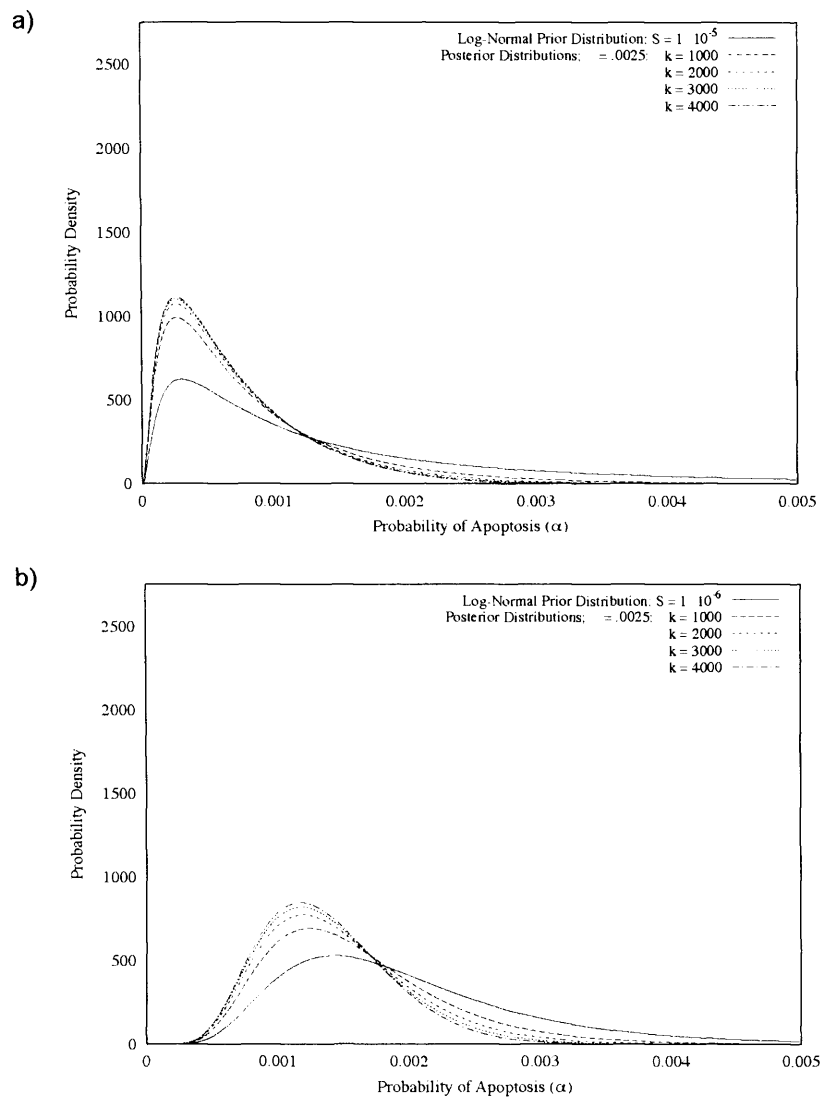 a)
Log-Normal Prior Distribution: S = 1 10⁻⁵
Posterior Distributions; = .0025: k = 1000
k = 2000
k = 3000
k = 4000
2500
2000
1500
1000
500
0
Probability Density
0 0.001 0.002 0.003 0.004 0.005
Probability of Apoptosis (α)
b)
Log-Normal Prior Distribution: S = 1 10⁻⁶
Posterior Distributions; = .0025: k = 1000
k = 2000
k = 3000
k = 4000
2500
2000
1500
1000
500
0
Probability Density
0 0.001 0.002 0.003 0.004 0.005
Probability of Apoptosis (α)